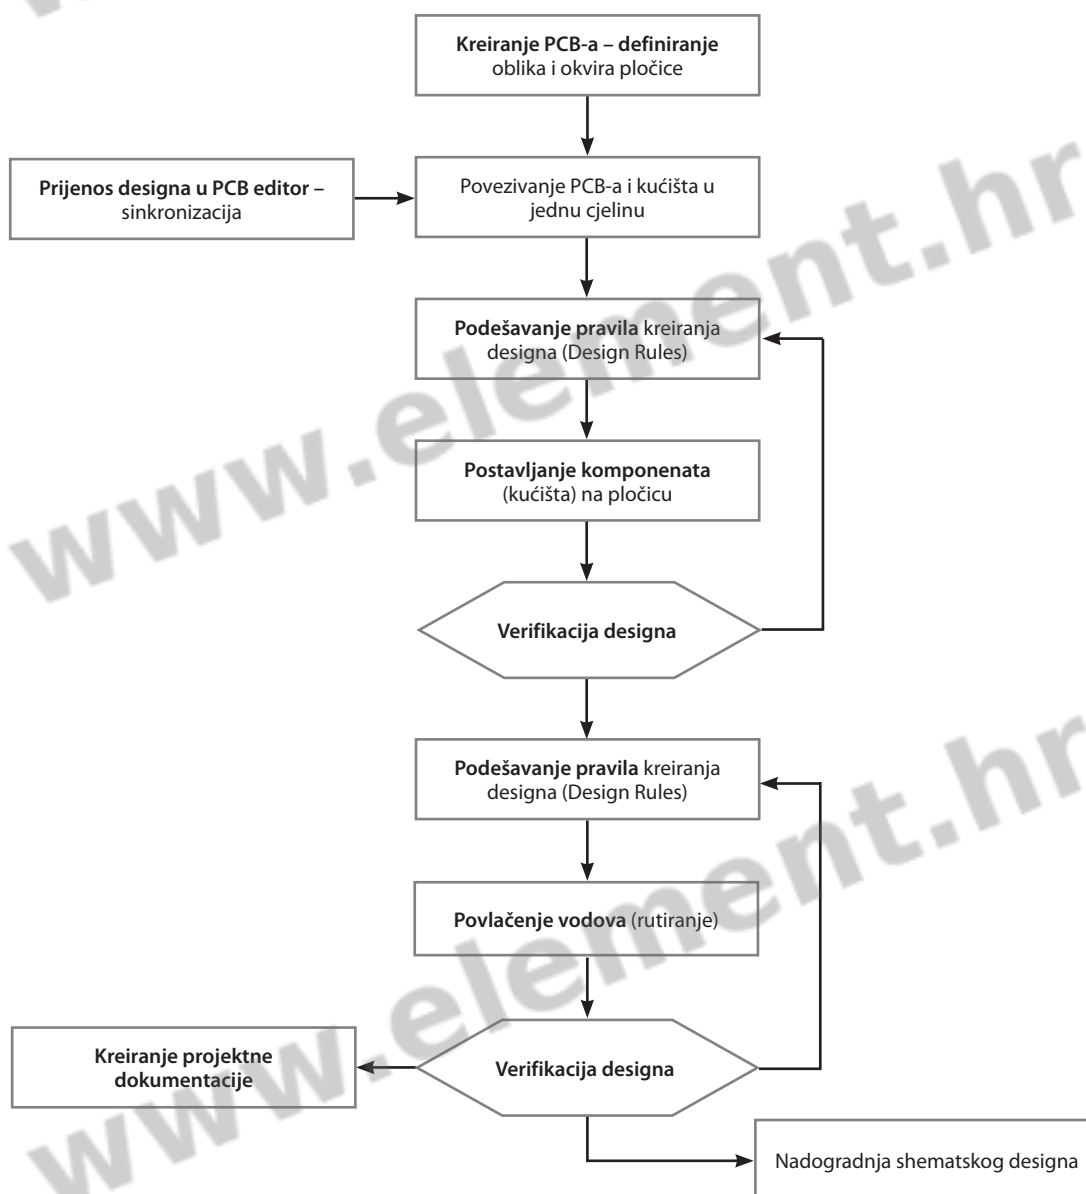 Kreiranje PCB-a – definiranje
oblika i okvira pločice
Prijenos designa u PCB editor –
sinkronizacija
Povezivanje PCB-a i kućišta u
jednu cjelinu
Podešavanje pravila kreiranja
designa (Design Rules)
Postavljanje komponenata
(kućišta) na pločicu
Verifikacija designa
Podešavanje pravila kreiranja
designa (Design Rules)
Povlačenje vodova (rutiranje)
Kreiranje projektne
dokumentacije
Verifikacija designa
Nadogradnja shematskog designa
www.element.hr
www.element.hr